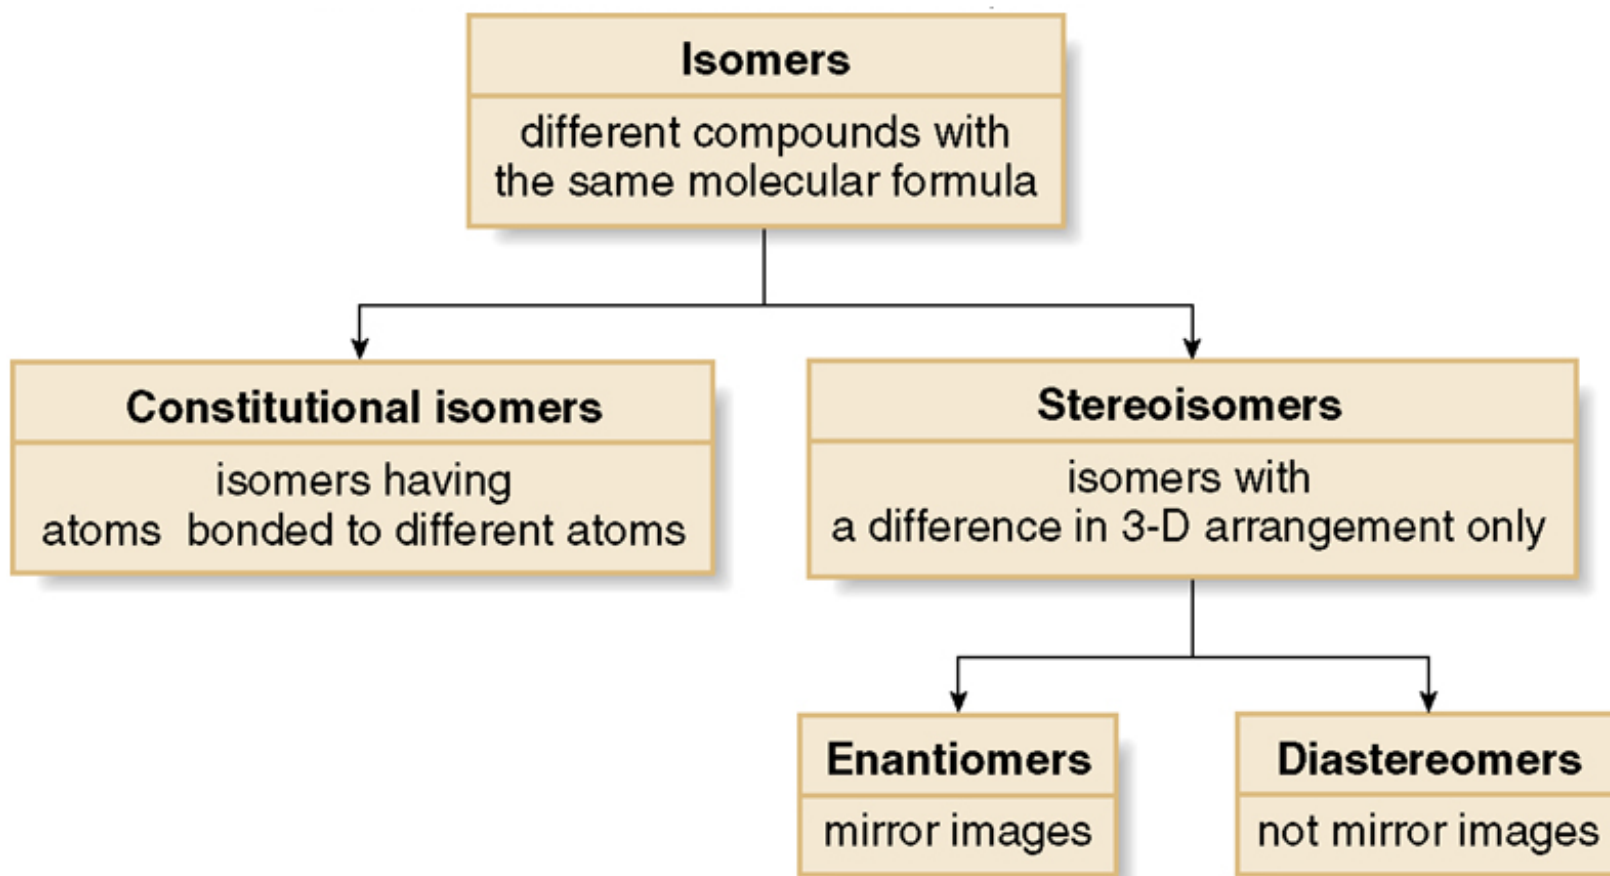 Isomers
different compounds with
the same molecular formula
Constitutional isomers
isomers having
atoms  bonded to different atoms
Stereoisomers
isomers with
a difference in 3-D arrangement only
Enantiomers
mirror images
Diastereomers
not mirror images